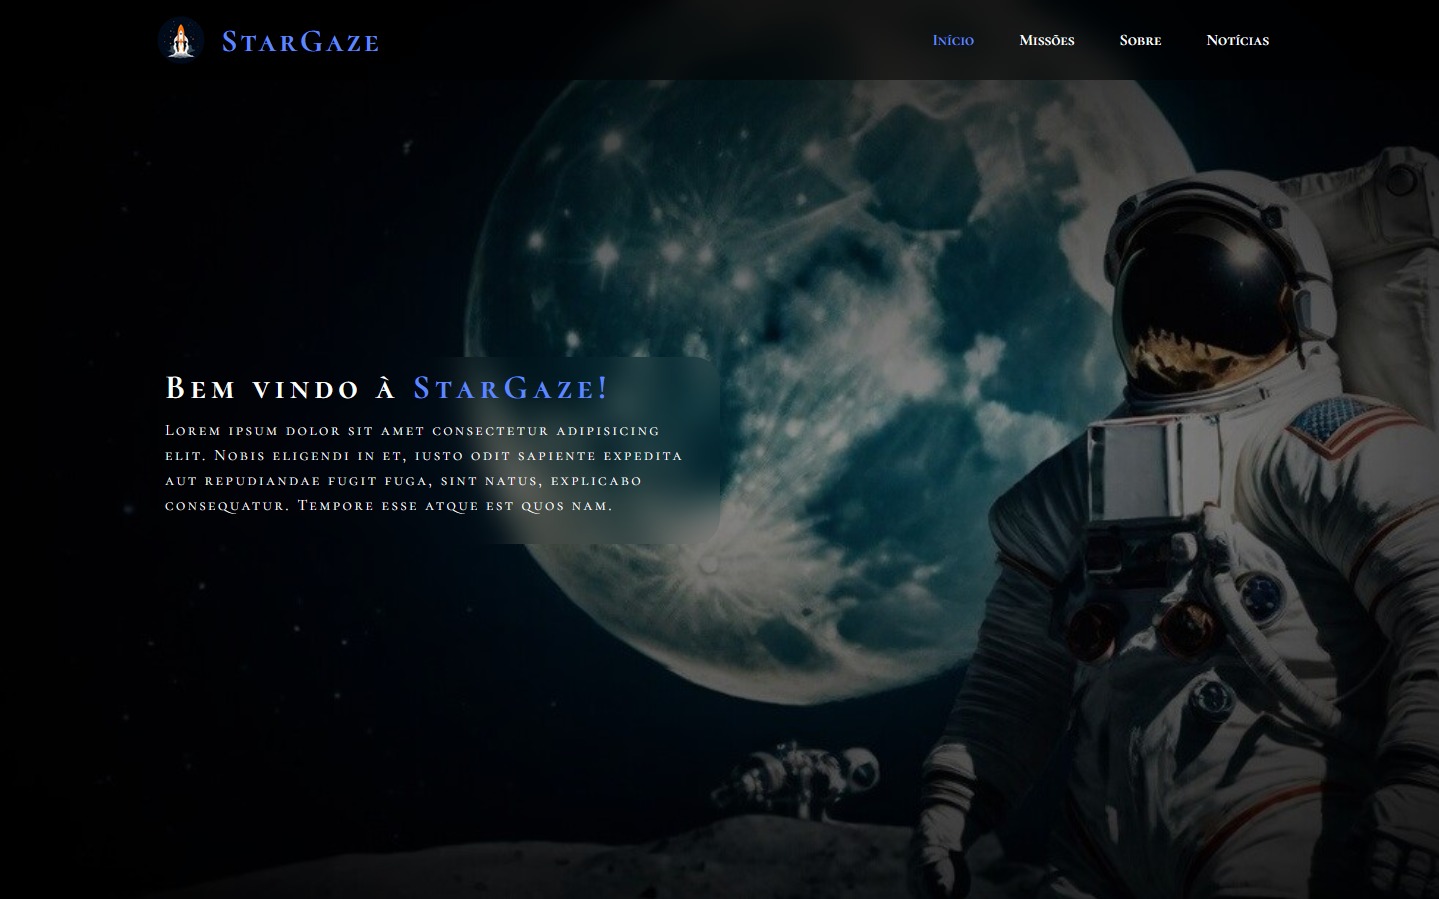 StarGaze
Início Missões Sobre Notícias
Bem vindo à StarGaze!
Lorem ipsum dolor sit amet consectetur adipisicing
elit. Nobis eligendi in et, iusto odit sapiente expedita
aut repudiandae fugit fuga, sint natus, explicabo
consequatur. Tempore esse atque est quos nam.